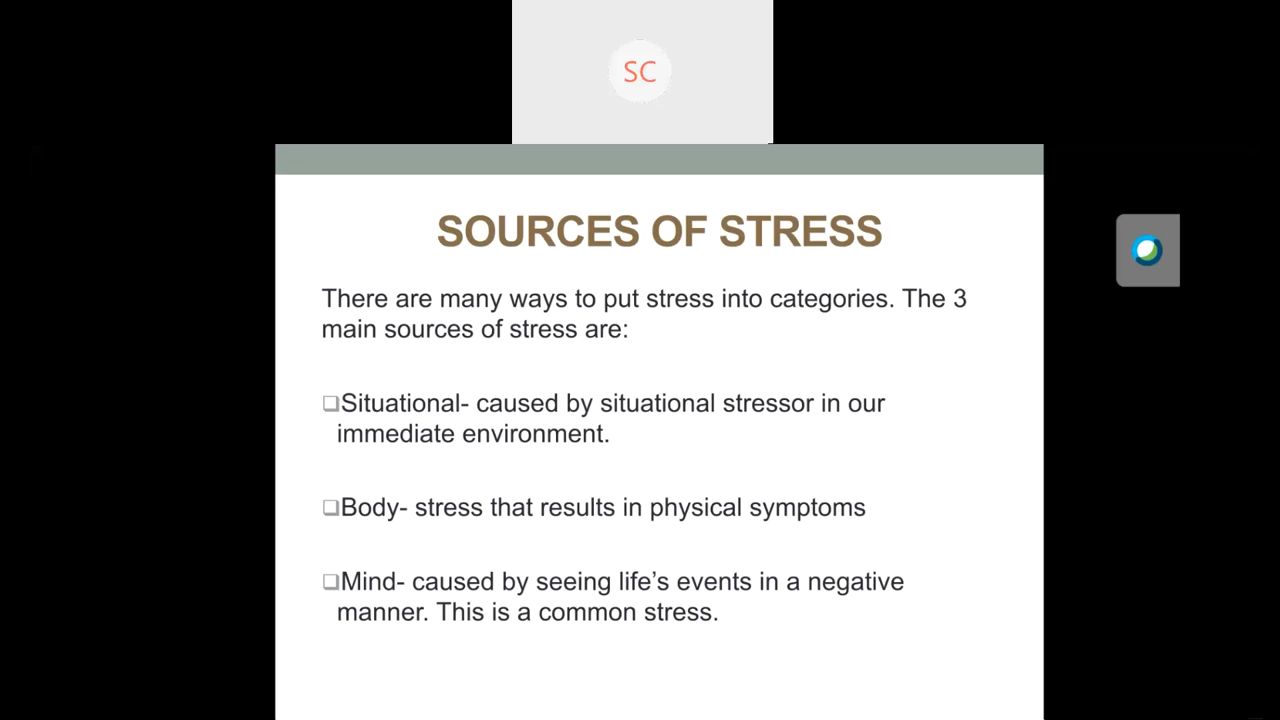 SC
SOURCES OF STRESS
There are many ways to put stress into categories. The 3
main sources of stress are:
❑Situational- caused by situational stressor in our
immediate environment.
❑Body- stress that results in physical symptoms
❑Mind- caused by seeing life’s events in a negative
manner. This is a common stress.